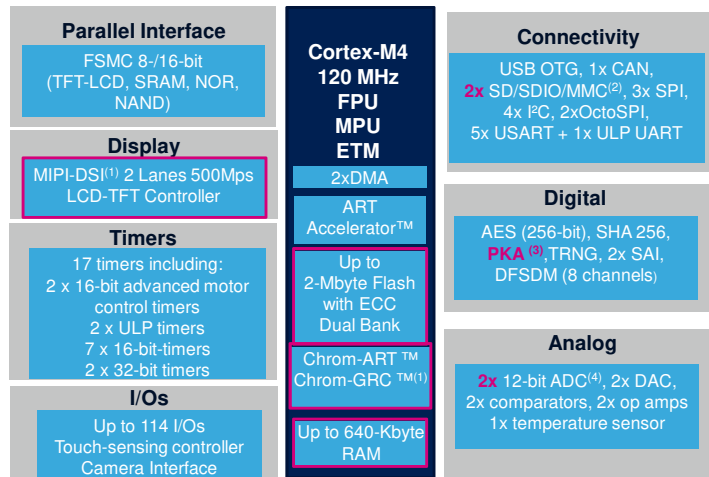 Parallel Interface
FSMC 8-/16-bit
(TFT-LCD, SRAM, NOR,
NAND)
Display
MIPI-DSI(1) 2 Lanes 500Mps
LCD-TFT Controller
Timers
17 timers including:
2 x 16-bit advanced motor
control timers
2 x ULP timers
7 x 16-bit-timers
2 x 32-bit timers
I/Os
Up to 114 I/Os
Touch-sensing controller
Camera Interface
Cortex-M4
120 MHz
FPU
MPU
ETM
2xDMA
ART
Accelerator™
Up to
2-Mbyte Flash
with ECC
Dual Bank
Chrom-ART ™
Chrom-GRC ™(1)
Up to 640-Kbyte
RAM
Connectivity
USB OTG, 1x CAN,
2x SD/SDIO/MMC(2), 3x SPI,
4x I²C, 2xOctoSPI,
5x USART + 1x ULP UART
Digital
AES (256-bit), SHA 256,
PKA (3),TRNG, 2x SAI,
DFSDM (8 channels)
Analog
2x 12-bit ADC(4), 2x DAC,
2x comparators, 2x op amps
1x temperature sensor